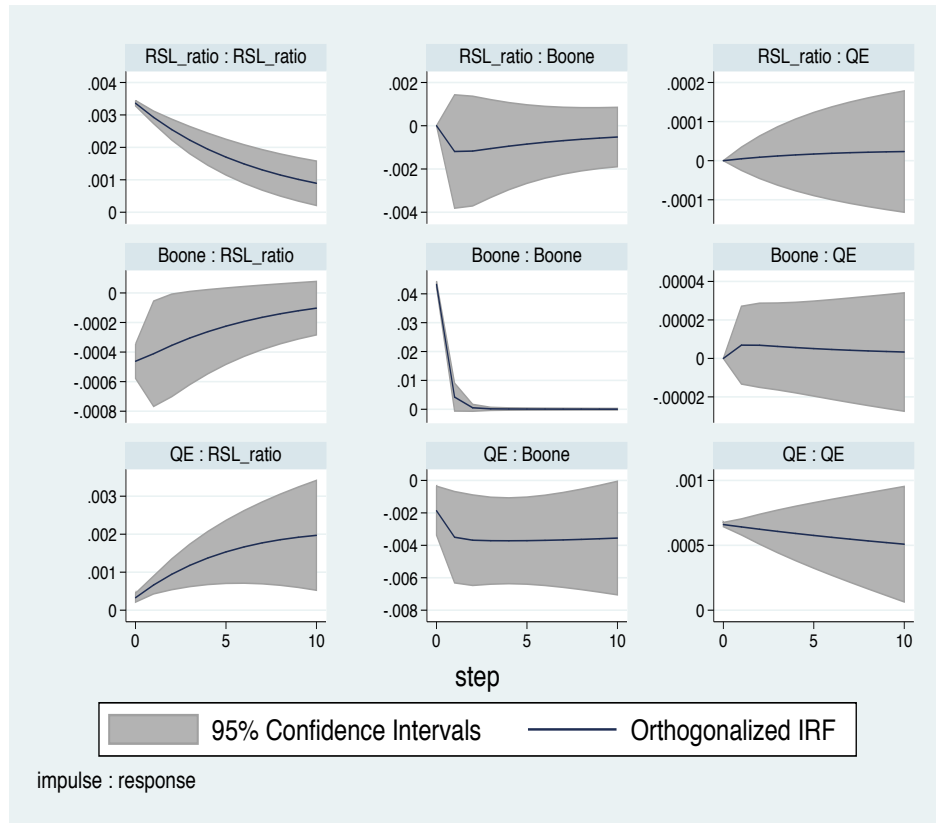 RSL_ratio : RSL_ratio
.004
.003
.002
.001
0
RSL_ratio : Boone
.002
0
-.002
-.004
RSL_ratio : QE
.0002
.0001
0
-.0001
Boone : RSL_ratio
0
-.0002
-.0004
-.0006
-.0008
Boone : Boone
.04
.03
.02
.01
0
Boone : QE
.00004
.00002
0
-.00002
QE : RSL_ratio
.003
.002
.001
0
0 5 10
QE : Boone
0
-.002
-.004
-.006
-.008
0 5 10
QE : QE
.001
.0005
0
0 5 10
step
95% Confidence Intervals
Orthogonalized IRF
impulse : response